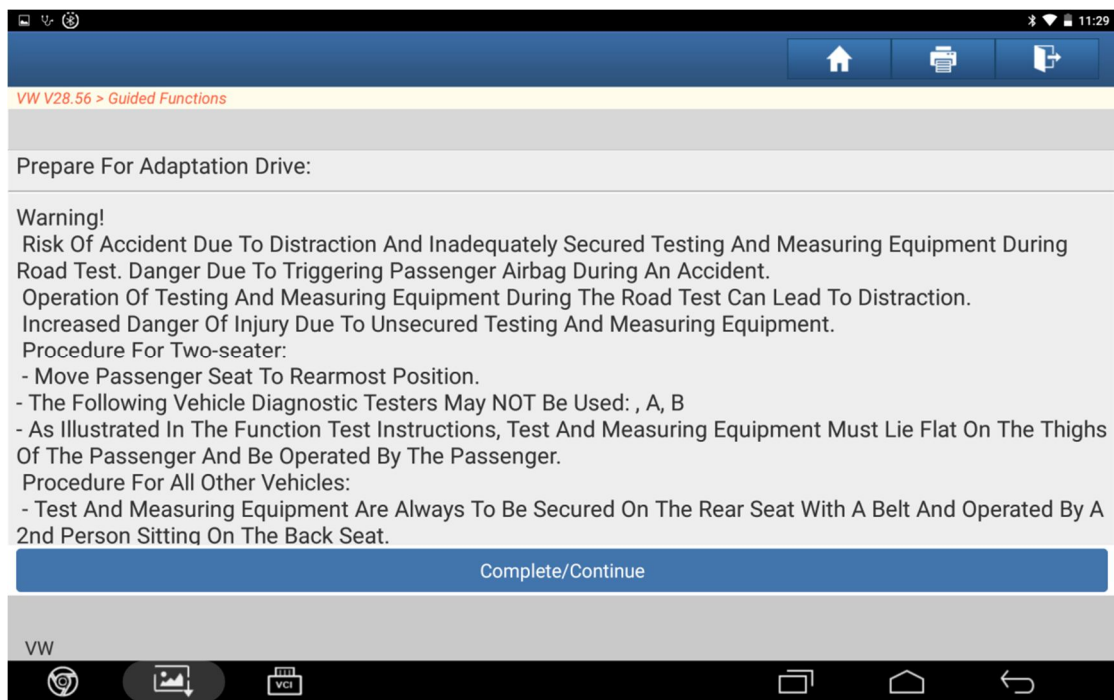 11:29
VW V28.56 > Guided Functions
Prepare For Adaptation Drive:
Warning!
Risk Of Accident Due To Distraction And Inadequately Secured Testing And Measuring Equipment During
Road Test. Danger Due To Triggering Passenger Airbag During An Accident.
Operation Of Testing And Measuring Equipment During The Road Test Can Lead To Distraction.
Increased Danger Of Injury Due To Unsecured Testing And Measuring Equipment.
Procedure For Two-seater:
- Move Passenger Seat To Rearmost Position.
- The Following Vehicle Diagnostic Testers May NOT Be Used: , A, B
- As Illustrated In The Function Test Instructions, Test And Measuring Equipment Must Lie Flat On The Thighs
Of The Passenger And Be Operated By The Passenger.
Procedure For All Other Vehicles:
- Test And Measuring Equipment Are Always To Be Secured On The Rear Seat With A Belt And Operated By A
2nd Person Sitting On The Back Seat.
Complete/Continue
VW
VCI